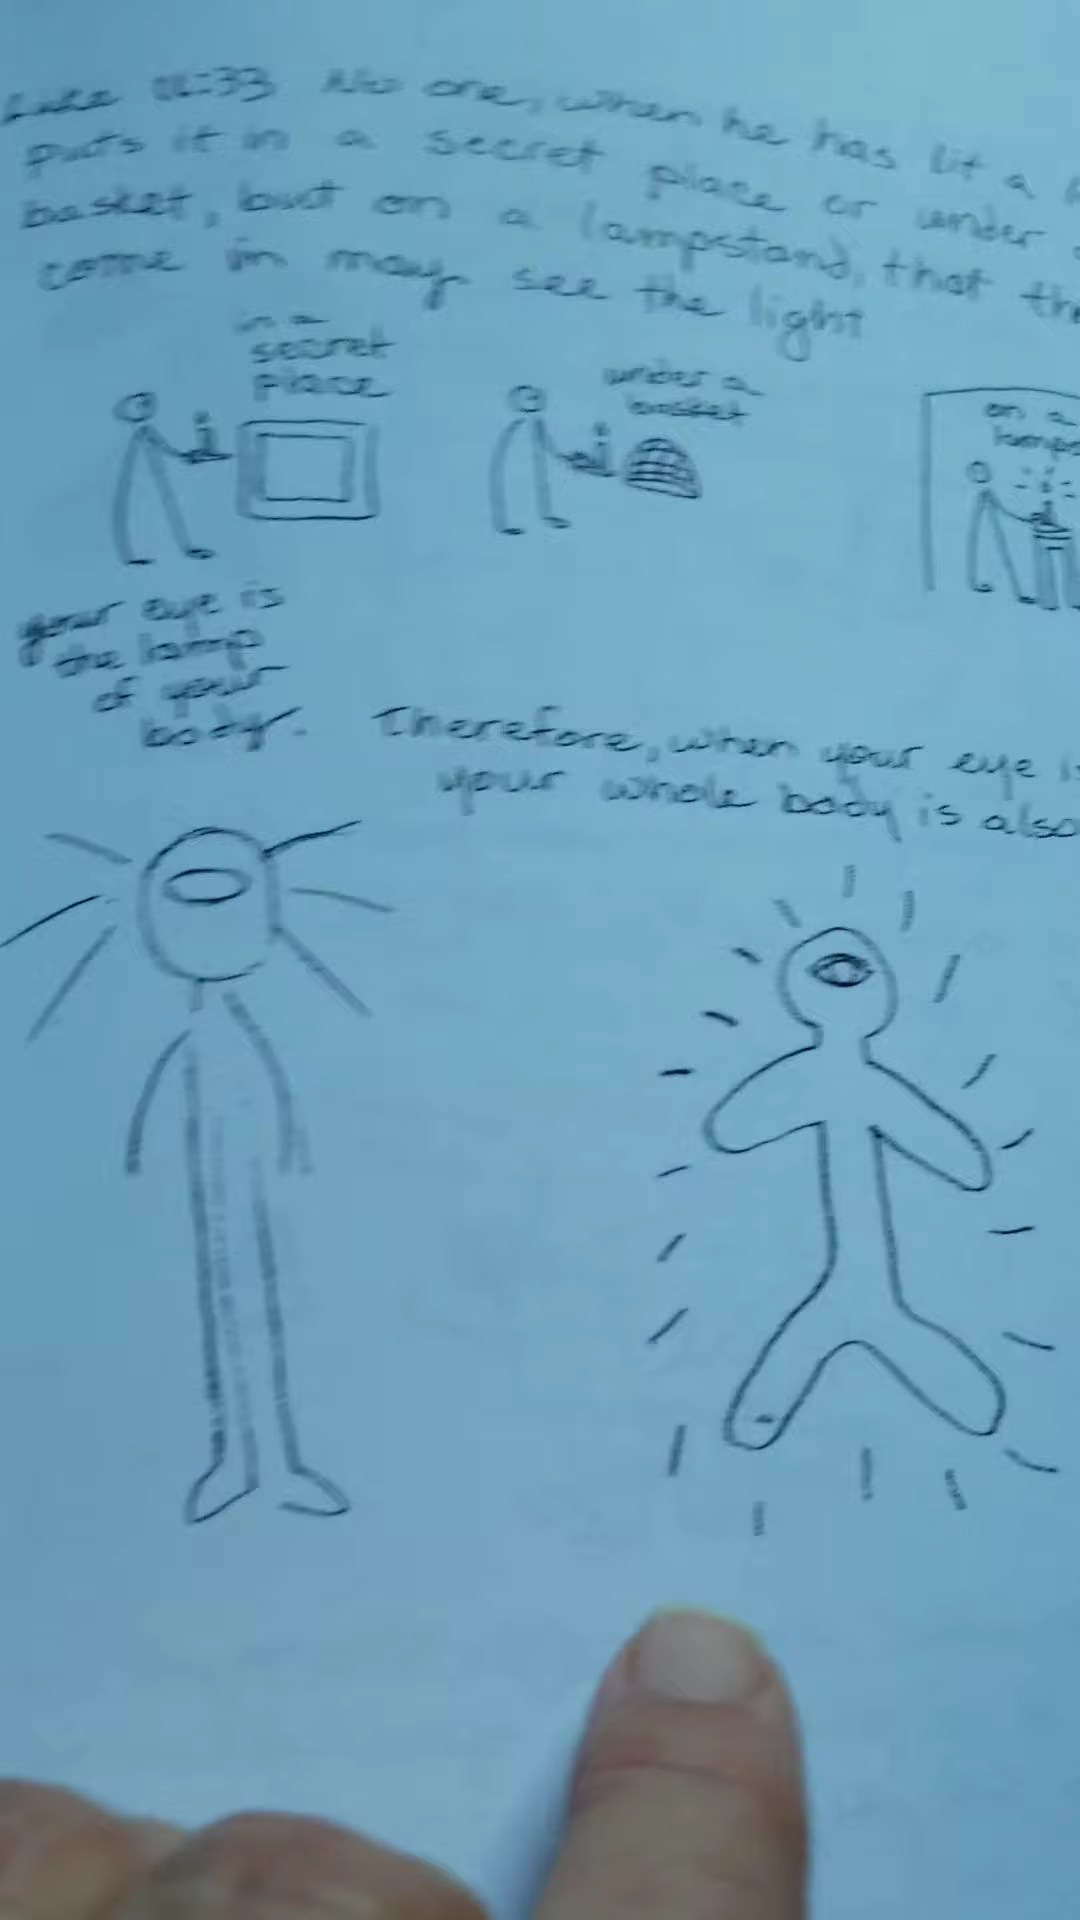 Luke 11:33 No one, when he has lit a
puts it in a secret place or under
basket, but on a lampstand, that
come in may see the light
in a
secret
place
under a
basket
on a
your eye is
the lamp
of your
body.
Therefore, when your eye
your whole body is also